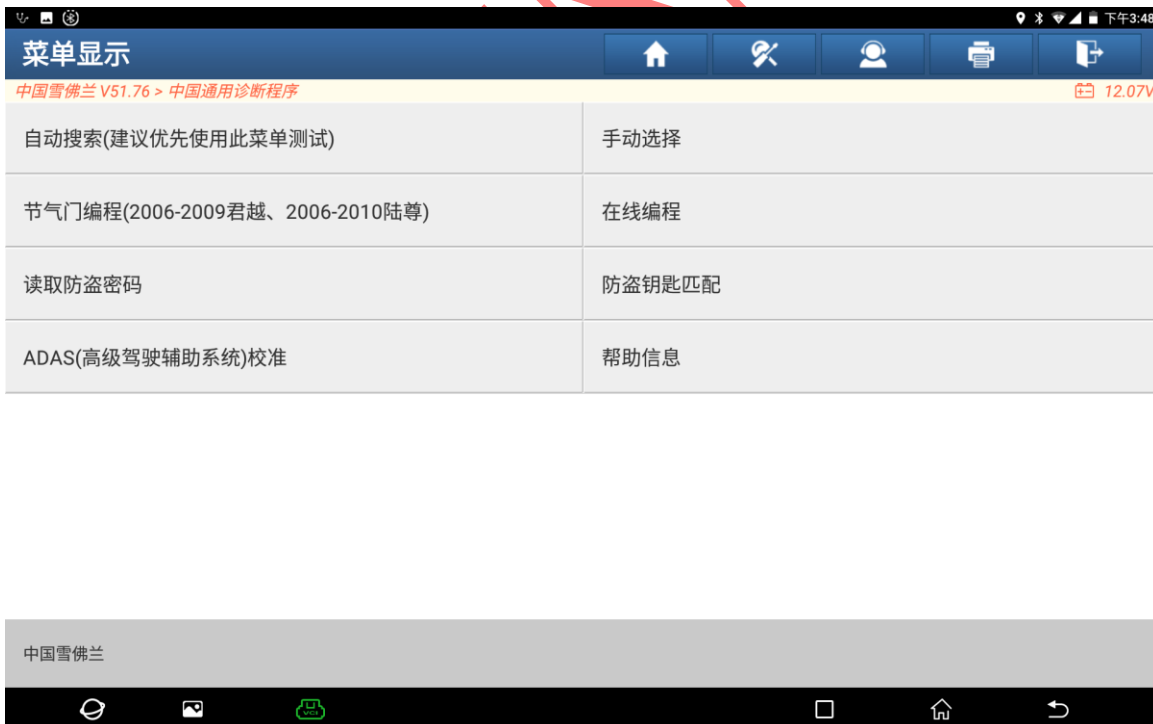 下午3:48
菜单显示
中国雪佛兰 V51.76 > 中国通用诊断程序
12.07V
自动搜索(建议优先使用此菜单测试)
手动选择
节气门编程(2006-2009君越、2006-2010陆尊)
在线编程
读取防盗密码
防盗钥匙匹配
ADAS(高级驾驶辅助系统)校准
帮助信息
中国雪佛兰
VCI